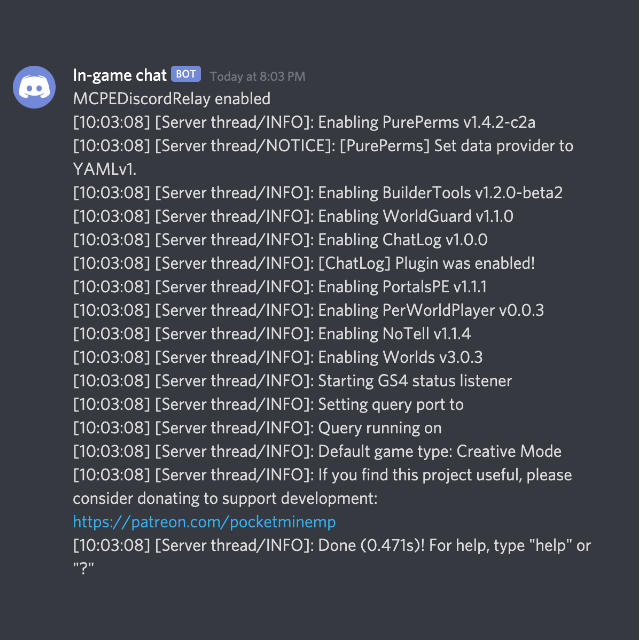 In-game chat BOT Today at 8:03 PM
MCPEDiscordRelay enabled
[10:03:08] [Server thread/INFO]: Enabling PurePerms v1.4.2-c2a
[10:03:08] [Server thread/NOTICE]: [PurePerms] Set data provider to
YAMLv1.
[10:03:08] [Server thread/INFO]: Enabling BuilderTools v1.2.0-beta2
[10:03:08] [Server thread/INFO]: Enabling WorldGuard v1.1.0
[10:03:08] [Server thread/INFO]: Enabling ChatLog v1.0.0
[10:03:08] [Server thread/INFO]: [ChatLog] Plugin was enabled!
[10:03:08] [Server thread/INFO]: Enabling PortalsPE v1.1.1
[10:03:08] [Server thread/INFO]: Enabling PerWorldPlayer v0.0.3
[10:03:08] [Server thread/INFO]: Enabling NoTell v1.1.4
[10:03:08] [Server thread/INFO]: Enabling Worlds v3.0.3
[10:03:08] [Server thread/INFO]: Starting GS4 status listener
[10:03:08] [Server thread/INFO]: Setting query port to
[10:03:08] [Server thread/INFO]: Query running on
[10:03:08] [Server thread/INFO]: Default game type: Creative Mode
[10:03:08] [Server thread/INFO]: If you find this project useful, please
consider donating to support development:
https://patreon.com/pocketminemp
[10:03:08] [Server thread/INFO]: Done (0.471s)! For help, type "help" or
"?"